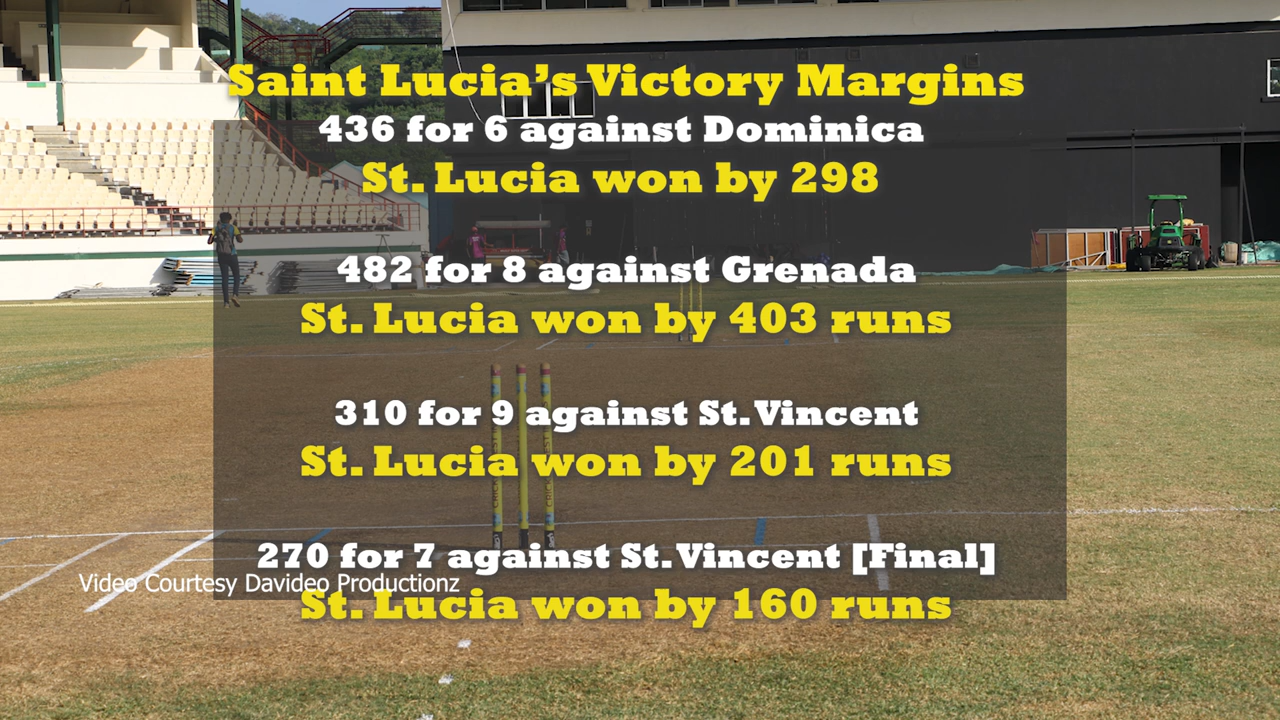 Saint Lucia's Victory Margins
436 for 6 against Dominica
St. Lucia won by 298
482 for 8 against Grenada
St. Lucia won by 403 runs
310 for 9 against St. Vincent
St. Lucia won by 201 runs
270 for 7 against St. Vincent [Final]
Video Courtesy Davideo Productionz
St. Lucia won by 160 runs